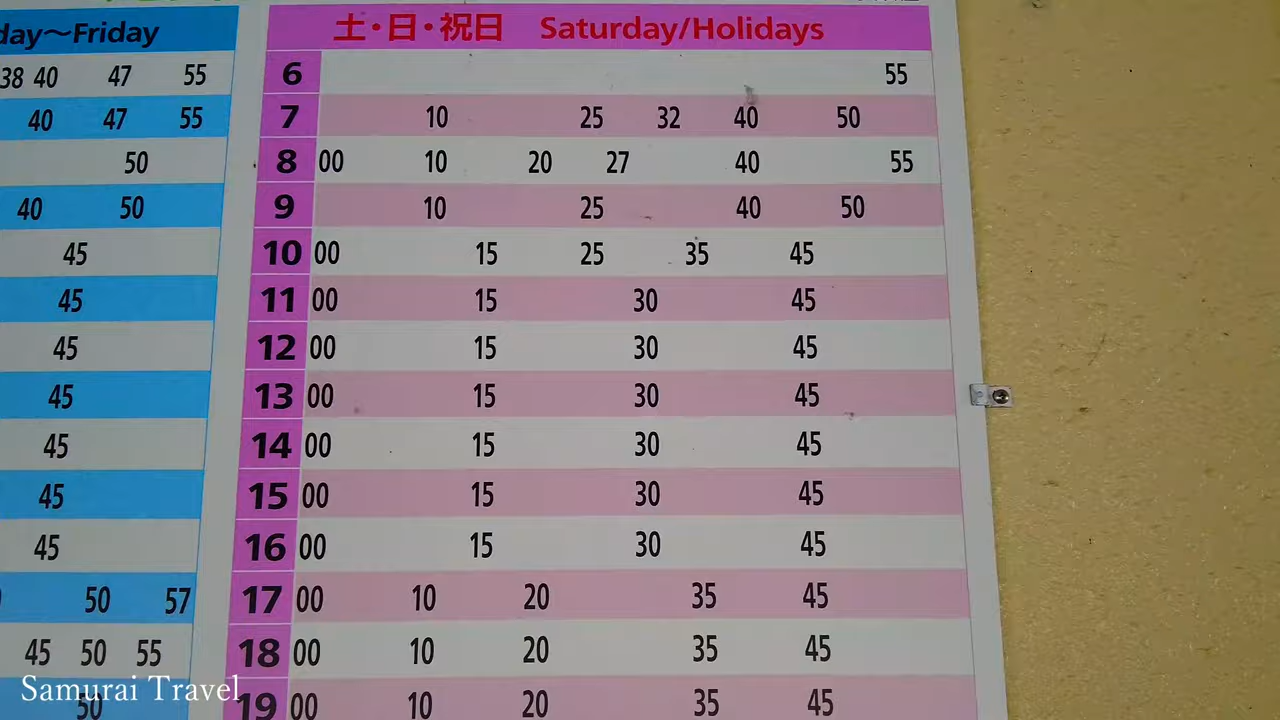 day～Friday
38 40 47 55
40 47 55
50
40 50
45
45
45
45
45
45
45
50 57
45 50 55
50
土・日・祝日 Saturday/Holidays
6 55
7 10 25 32 40 50
8 00 10 20 27 40 55
9 10 25 40 50
10 00 15 25 35 45
11 00 15 30 45
12 00 15 30 45
13 00 15 30 45
14 00 15 30 45
15 00 15 30 45
16 00 15 30 45
17 00 10 20 35 45
18 00 10 20 35 45
19 00 10 20 35 45
Samurai Travel